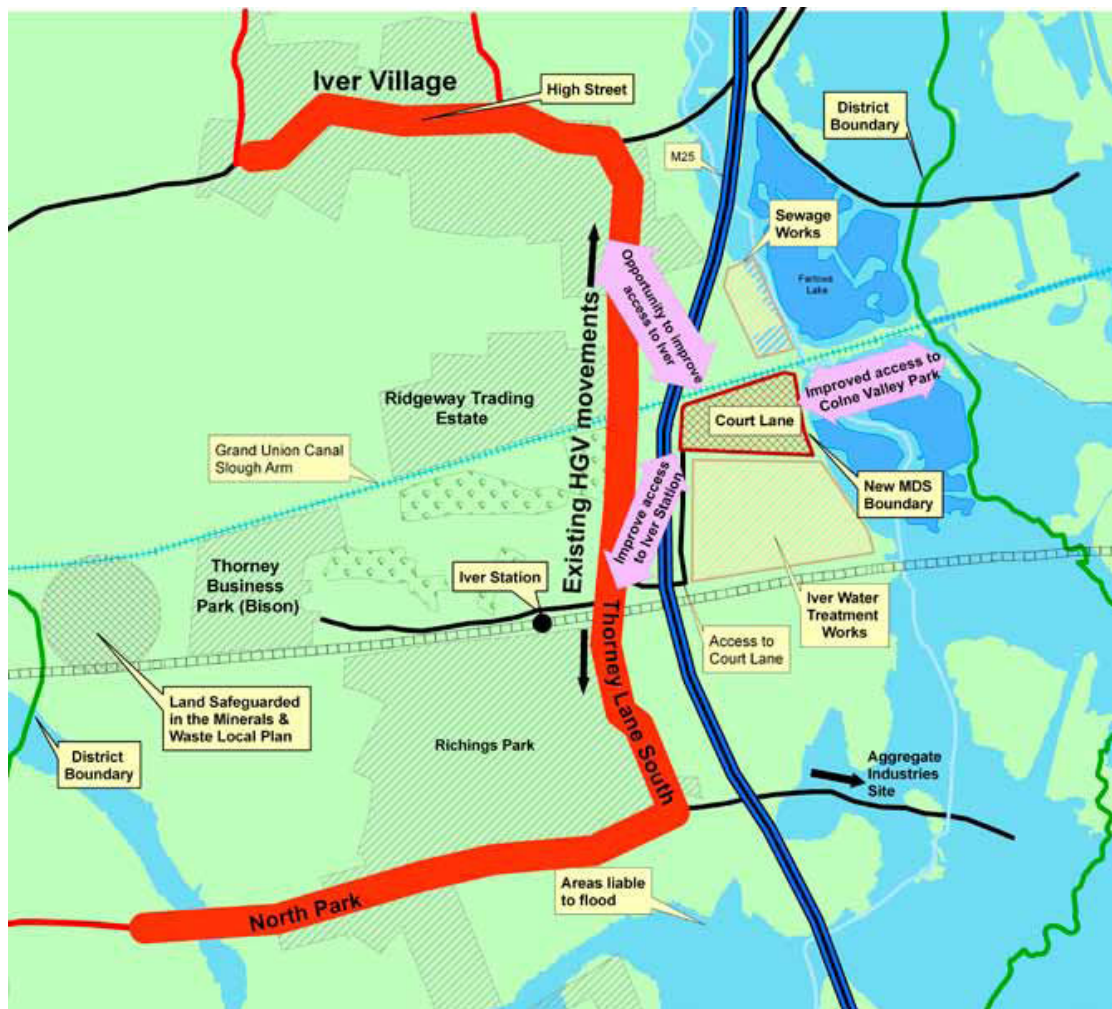 Iver Village
High Street
District
Boundary
M25
Sewage
Works
Farlows
Lake
Opportunity to improve
access to Iver
Improved access to
Colne Valley Park
Existing HGV movements
Ridgeway Trading
Estate
Court Lane
Grand Union Canal
Slough Arm
New MDS
Boundary
Improve access
to Iver Station
Thorney
Business
Park (Bison)
Iver Station
Iver Water
Treatment
Works
Thorney Lane South
Access to
Court Lane
Land Safeguarded
in the Minerals &
Waste Local Plan
District
Boundary
Richings Park
Aggregate
Industries
Site
Areas liable
to flood
North Park